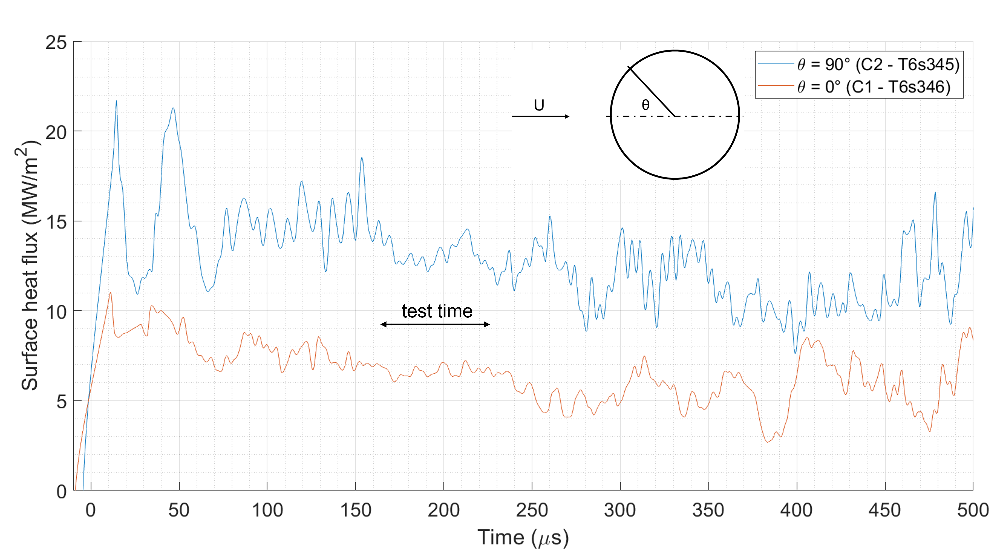 25
20
15
10
5
0
Surface heat flux (MW/m²)
θ = 90° (C2 - T6s345)
θ = 0° (C1 - T6s346)
U
θ
test time
0 50 100 150 200 250 300 350 400 450 500
Time (μs)